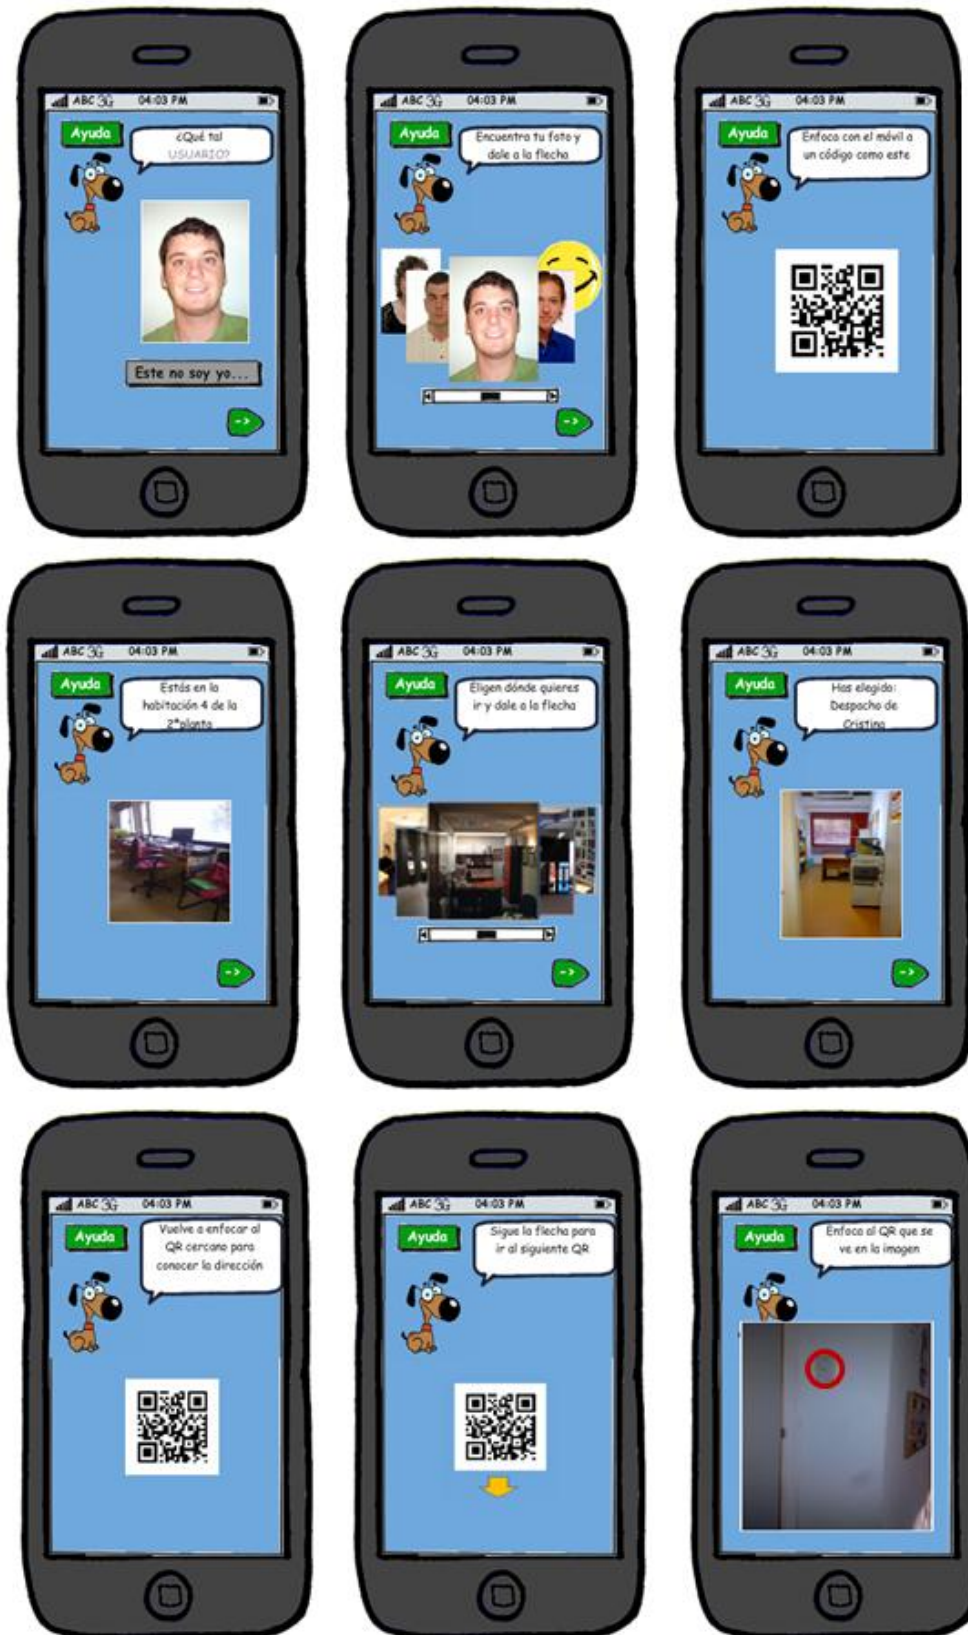 ABC 3G 04:03 PM
Ayuda
¿Qué tal
USUARIO?
Este no soy yo...
->
ABC 3G 04:03 PM
Ayuda
Encuentra tu foto y
dale a la flecha
->
ABC 3G 04:03 PM
Ayuda
Enfoca con el móvil a
un código como este
ABC 3G 04:03 PM
Ayuda
Estás en la
habitación 4 de la
2ªplanta
->
ABC 3G 04:03 PM
Ayuda
Eligen dónde quieres
ir y dale a la flecha
ABC 3G 04:03 PM
Ayuda
Has elegido:
Despacho de
Cristina
->
ABC 3G 04:03 PM
Ayuda
Vuelve a enfocar al
QR cercano para
conocer la dirección
ABC 3G 04:03 PM
Ayuda
Sigue la flecha para
ir al siguiente QR
ABC 3G 04:03 PM
Ayuda
Enfoca al QR que se
ve en la imagen